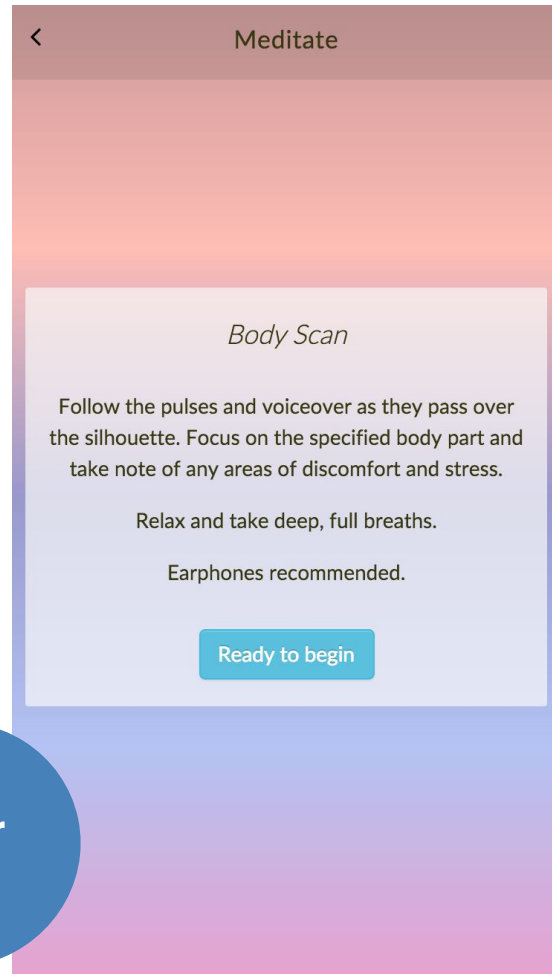 Meditate
Body Scan
Follow the pulses and voiceover as they pass over
the silhouette. Focus on the specified body part and
take note of any areas of discomfort and stress.
Relax and take deep, full breaths.
Earphones recommended.
Ready to begin